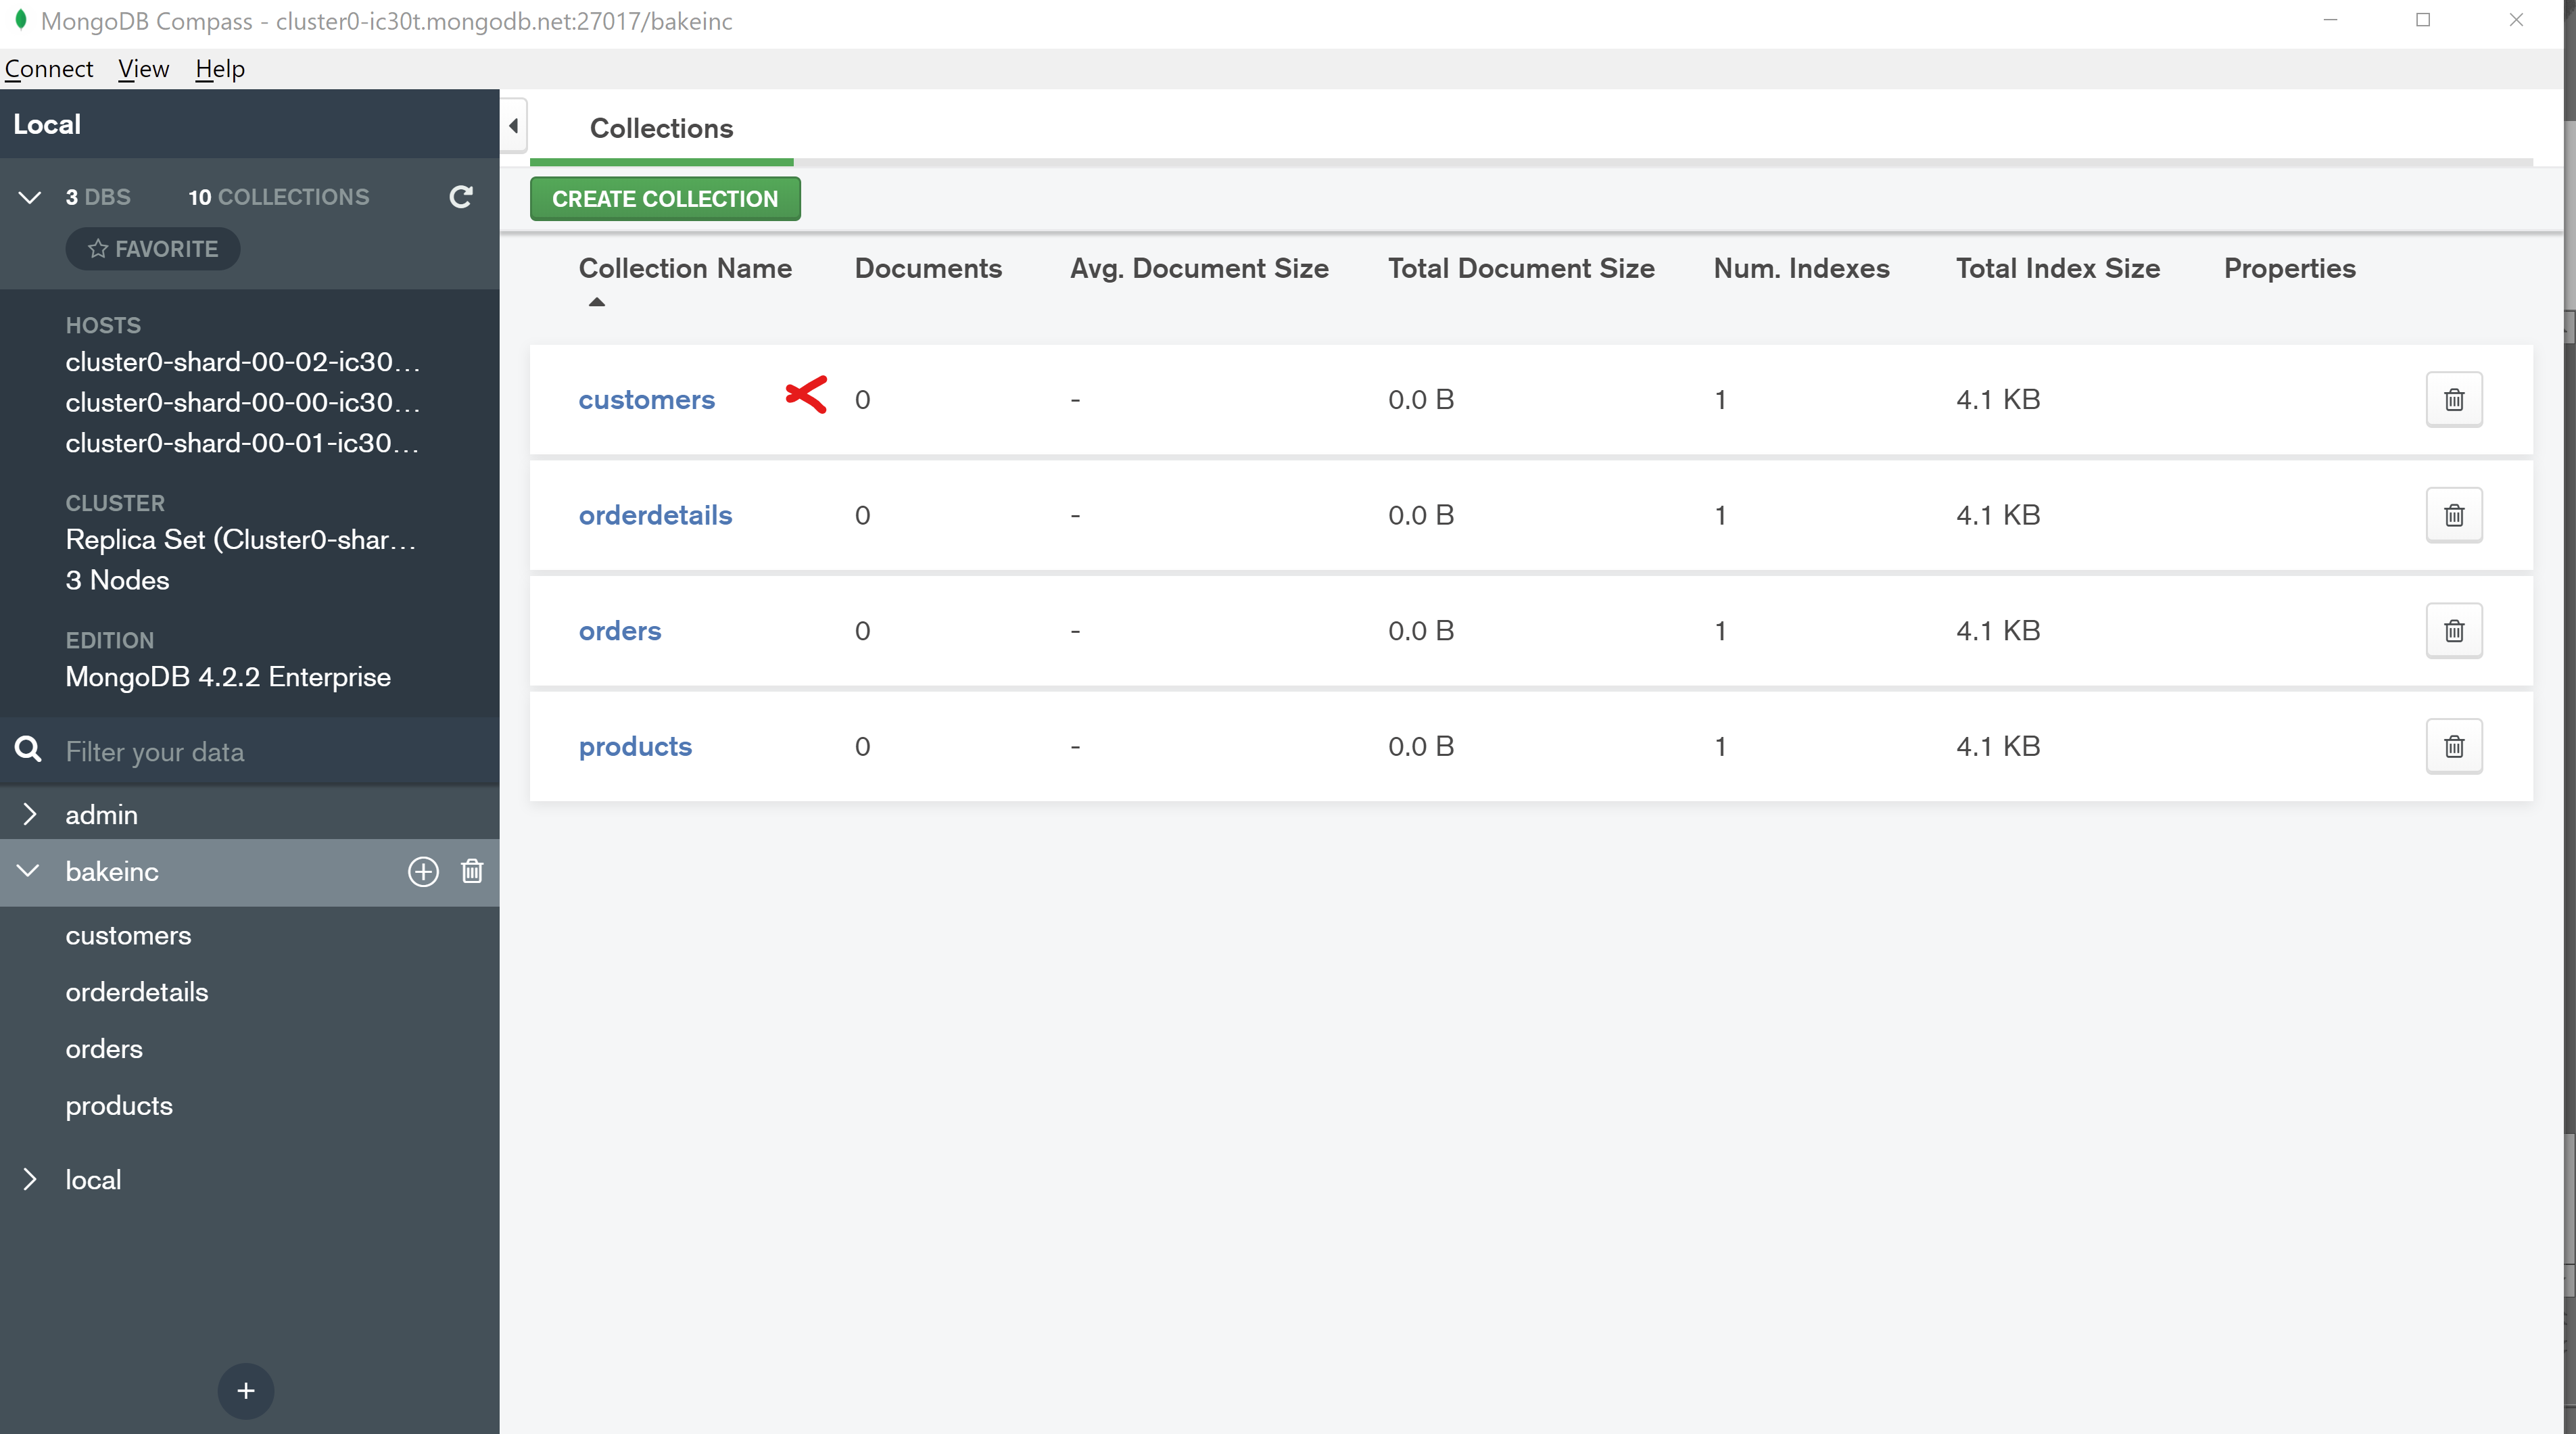 MongoDB Compass - cluster0-ic30t.mongodb.net:27017/bakeinc
Connect View Help
Local
3 DBS 10 COLLECTIONS
FAVORITE
HOSTS
cluster0-shard-00-02-ic30...
cluster0-shard-00-00-ic30...
cluster0-shard-00-01-ic30...
CLUSTER
Replica Set (Cluster0-shar...
3 Nodes
EDITION
MongoDB 4.2.2 Enterprise
Filter your data
admin
bakeinc
customers
orderdetails
orders
products
local
Collections
CREATE COLLECTION
Collection Name Documents Avg. Document Size Total Document Size Num. Indexes Total Index Size Properties
customers 0 - 0.0 B 1 4.1 KB
orderdetails 0 - 0.0 B 1 4.1 KB
orders 0 - 0.0 B 1 4.1 KB
products 0 - 0.0 B 1 4.1 KB